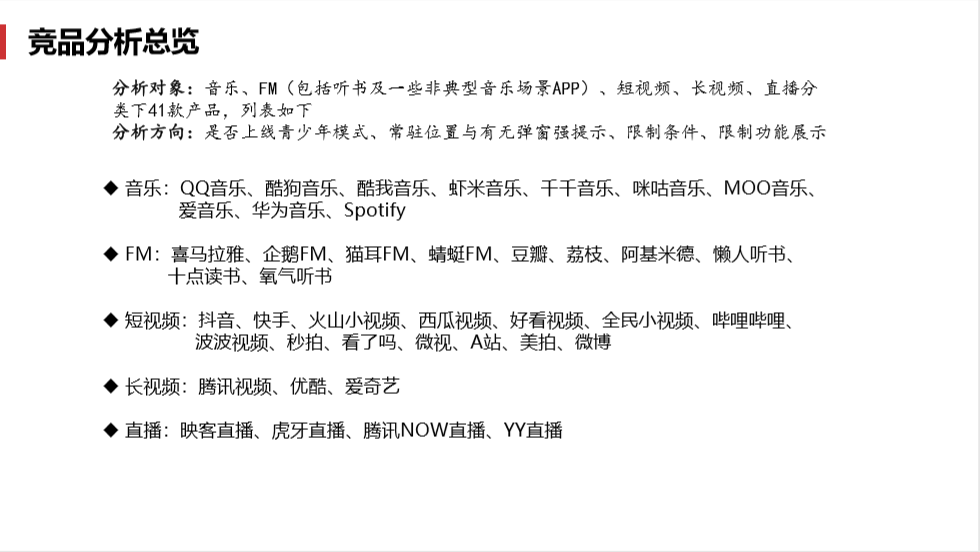 竞品分析总览
分析对象：音乐、FM（包括听书及一些非典型音乐场景APP）、短视频、长视频、直播分
类下41款产品，列表如下
分析方向：是否上线青少年模式、常驻位置与有无弹窗强提示、限制条件、限制功能展示
◆ 音乐：QQ音乐、酷狗音乐、酷我音乐、虾米音乐、千千音乐、咪咕音乐、MOO音乐、
爱音乐、华为音乐、Spotify
◆ FM：喜马拉雅、企鹅FM、猫耳FM、蜻蜓FM、豆瓣、荔枝、阿基米德、懒人听书、
十点读书、氧气听书
◆ 短视频：抖音、快手、火山小视频、西瓜视频、好看视频、全民小视频、哔哩哔哩、
波波视频、秒拍、看了吗、微视、A站、美拍、微博
◆ 长视频：腾讯视频、优酷、爱奇艺
◆ 直播：映客直播、虎牙直播、腾讯NOW直播、YY直播